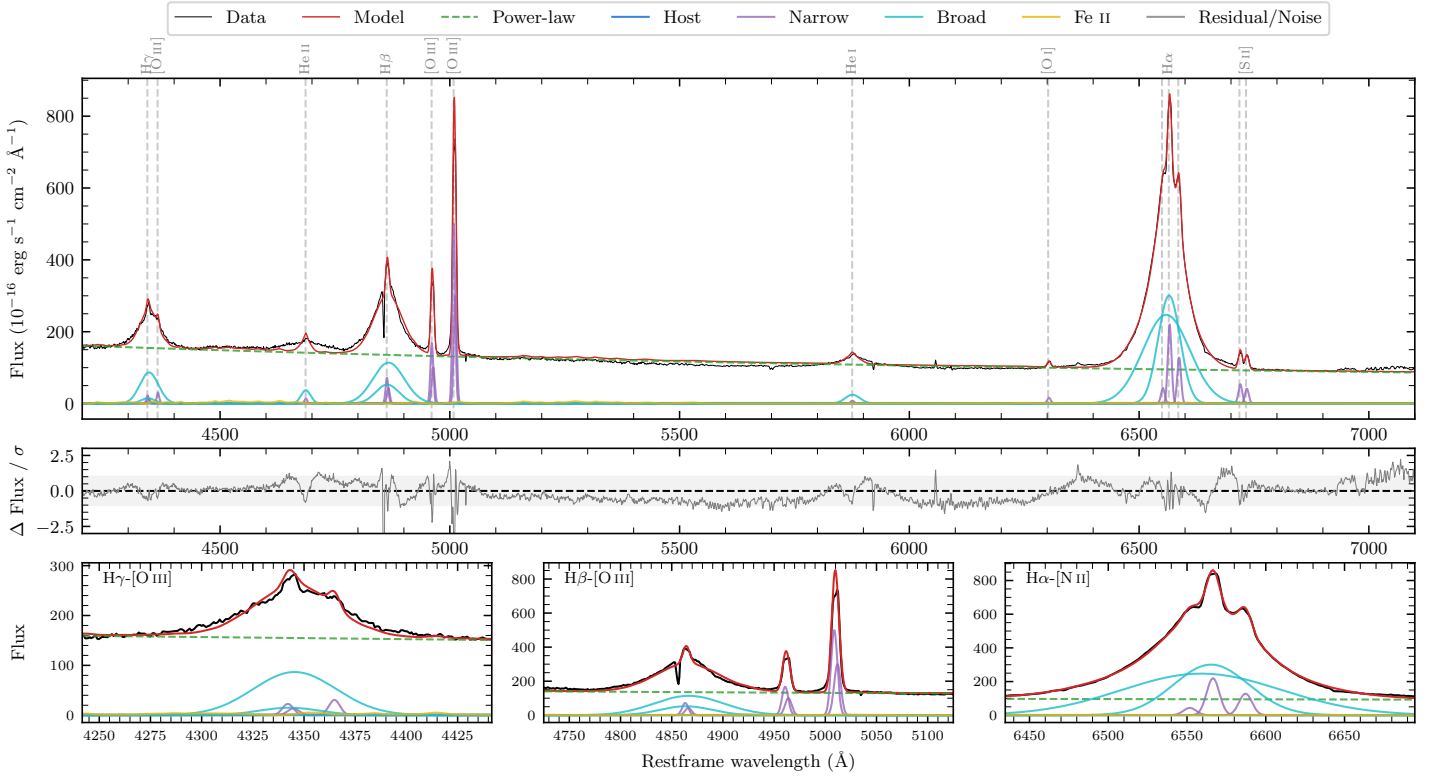 Data Model Power-law Host Narrow Broad Fe II Residual/Noise
Hγ [O III] He II Hβ [O III] [O III] He I [O I] Hα [S II]
Flux (10⁻¹⁶ erg s⁻¹ cm⁻² Å⁻¹)
800
600
400
200
0
4500 5000 5500 6000 6500 7000
Δ Flux / σ
2.5
0.0
−2.5
4500 5000 5500 6000 6500 7000
Flux
Hγ-[O III]
300
200
100
0
4250 4275 4300 4325 4350 4375 4400 4425
Hβ-[O III]
800
600
400
200
0
4750 4800 4850 4900 4950 5000 5050 5100
Hα-[N II]
800
600
400
200
0
6450 6500 6550 6600 6650
Restframe wavelength (Å)